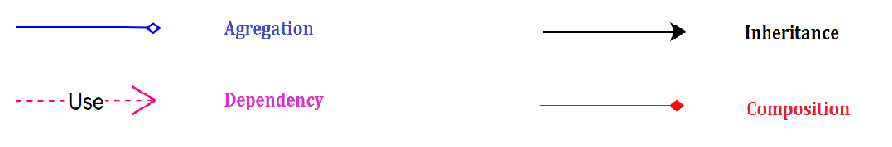 Agregation
Inheritance
Use
Dependency
Composition